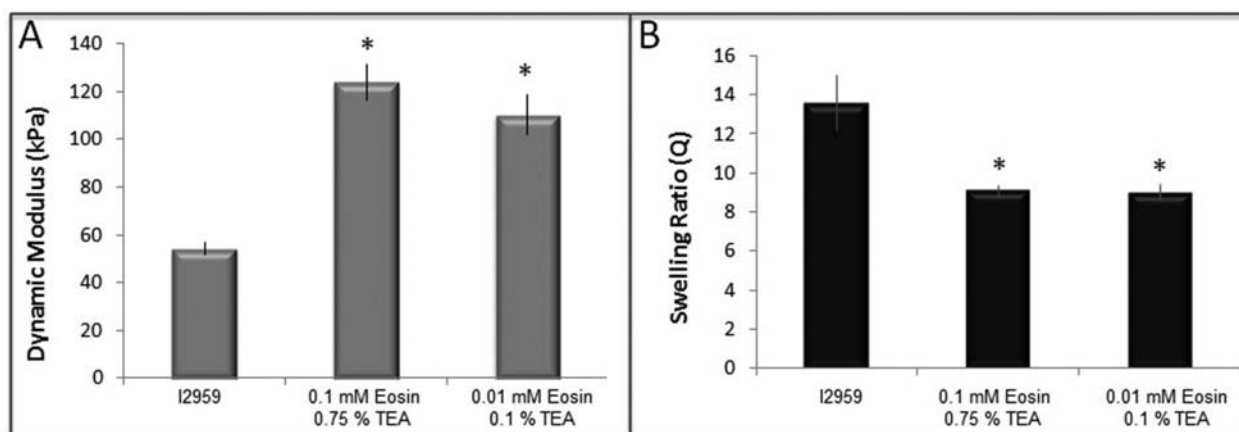 A
Dynamic Modulus (kPa)
140
120
100
80
60
40
20
0
*
*
I2959
0.1 mM Eosin
0.75 % TEA
0.01 mM Eosin
0.1 % TEA
B
Swelling Ratio (Q)
16
14
12
10
8
6
4
2
0
*
*
I2959
0.1 mM Eosin
0.75 % TEA
0.01 mM Eosin
0.1 % TEA